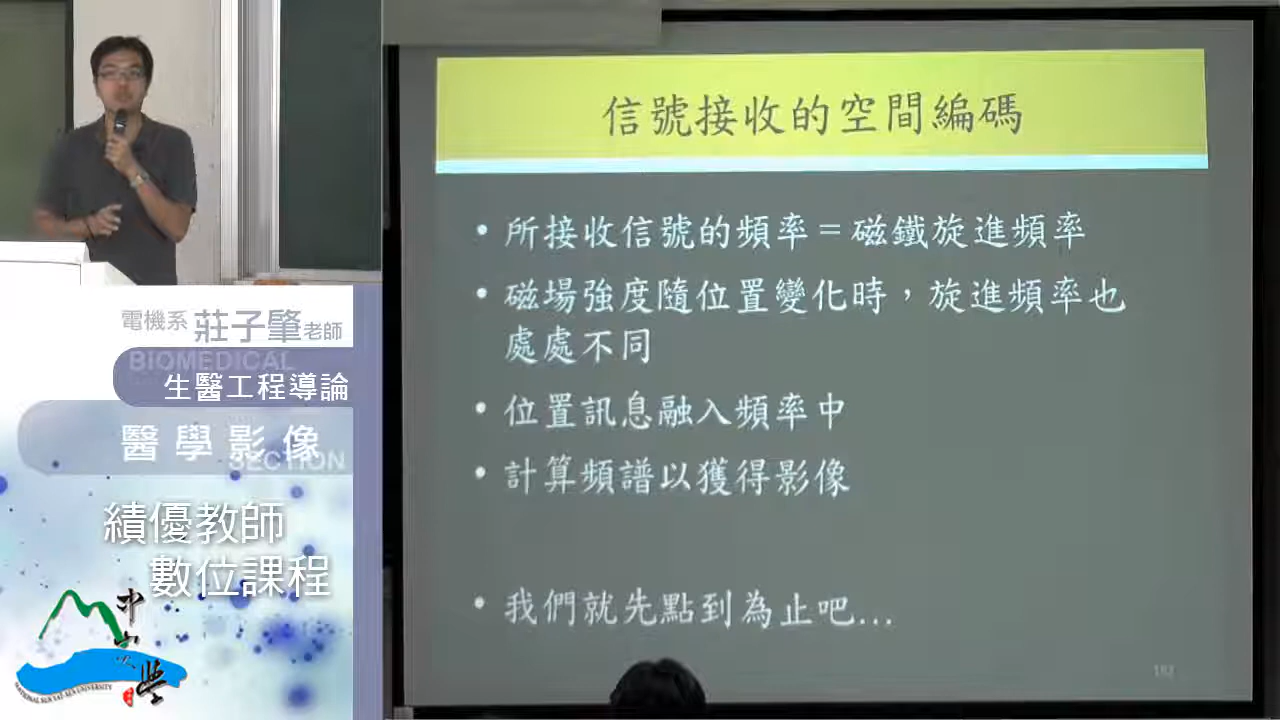 信號接收的空間編碼
• 所接收信號的頻率＝磁鐵旋進頻率
• 磁場強度隨位置變化時，旋進頻率也
處處不同
• 位置訊息融入頻率中
• 計算頻譜以獲得影像
• 我們就先點到為止吧...
電機系 莊子肇老師
BIOMEDICAL
生醫工程導論
醫學影像
SECTION
績優教師
數位課程
NATIONAL SUN YAT-SEN UNIVERSITY